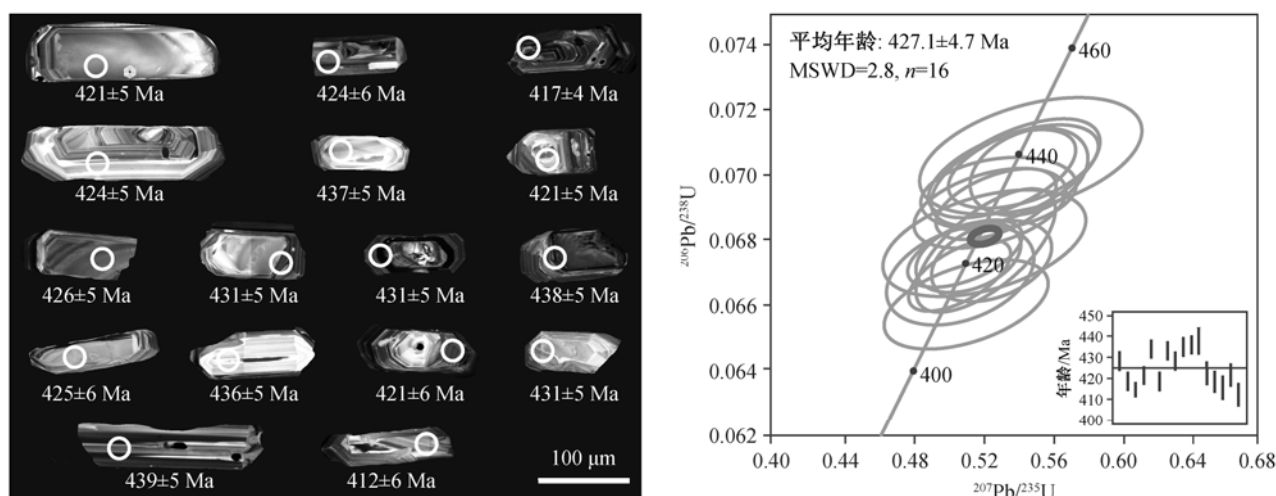 421±5 Ma
424±6 Ma
417±4 Ma
424±5 Ma
437±5 Ma
421±5 Ma
426±5 Ma
431±5 Ma
431±5 Ma
438±5 Ma
425±6 Ma
436±5 Ma
421±6 Ma
431±5 Ma
439±5 Ma
412±6 Ma
100 μm
平均年龄: 427.1±4.7 Ma
MSWD=2.8, n=16
0.074
0.072
0.070
0.068
0.066
0.064
0.062
²⁰⁶Pb/²³⁸U
460
440
420
400
450
440
430
420
410
400
年龄/Ma
0.40
0.44
0.48
0.52
0.56
0.60
0.64
0.68
²⁰⁷Pb/²³⁵U